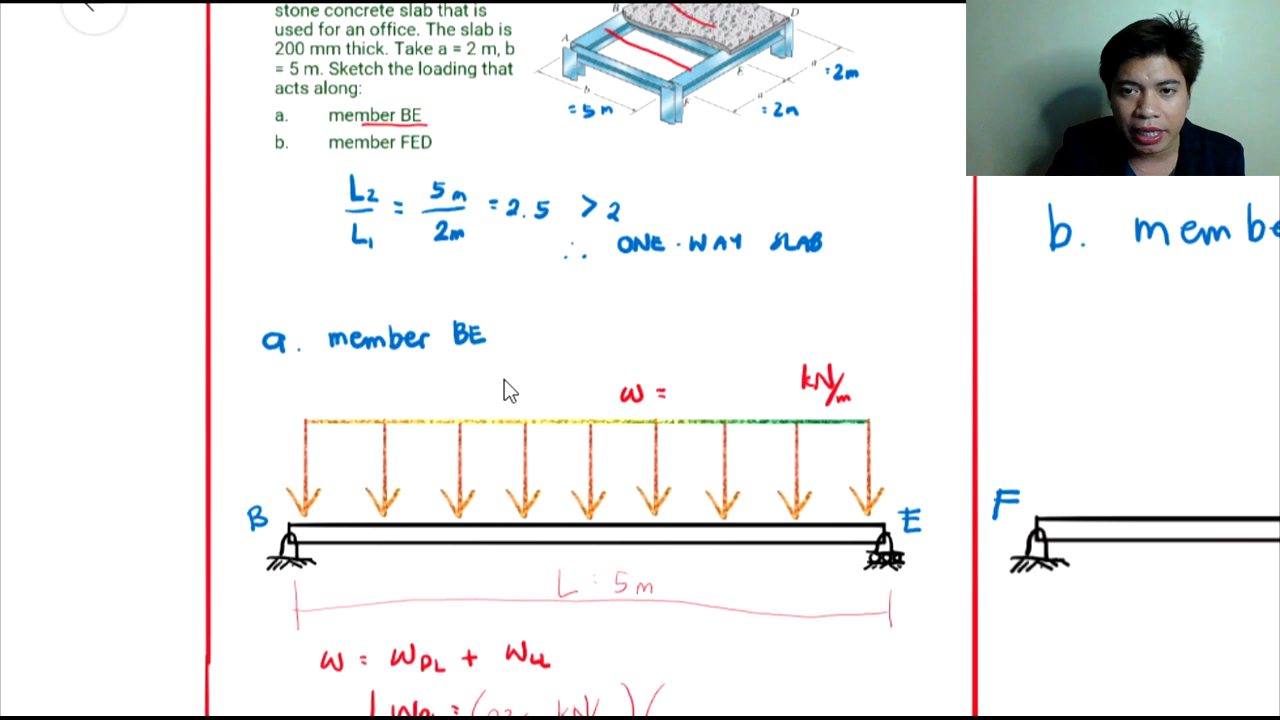 stone concrete slab that is
used for an office. The slab is
200 mm thick. Take a = 2 m, b
= 5 m. Sketch the loading that
acts along:
a. member BE
b. member FED
B
D
A
E
F
b
a
a
= 5 m
= 2m
= 2m
L2/L1 = 5m/2m = 2.5 > 2
∴ ONE-WAY SLAB
a. member BE
w = kN/m
B
E
L = 5 m
w = WDL + WLL
b. membe
F